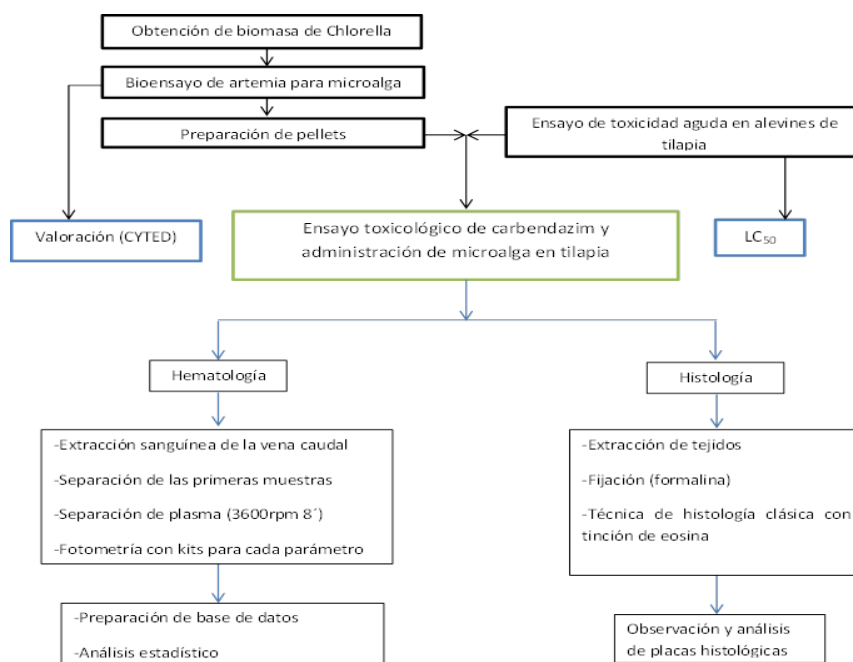 Obtención de biomasa de Chlorella
Bioensayo de artemia para microalga
Preparación de pellets
Ensayo de toxicidad aguda en alevines de
tilapia
Valoración (CYTED)
Ensayo toxicológico de carbendazim y
administración de microalga en tilapia
LC₅₀
Hematología
Histología
-Extracción sanguínea de la vena caudal
-Separación de las primeras muestras
-Separación de plasma (3600rpm 8´)
-Fotometría con kits para cada parámetro
-Extracción de tejidos
-Fijación (formalina)
-Técnica de histología clásica con
tinción de eosina
-Preparación de base de datos
-Análisis estadístico
Observación y análisis
de placas histológicas